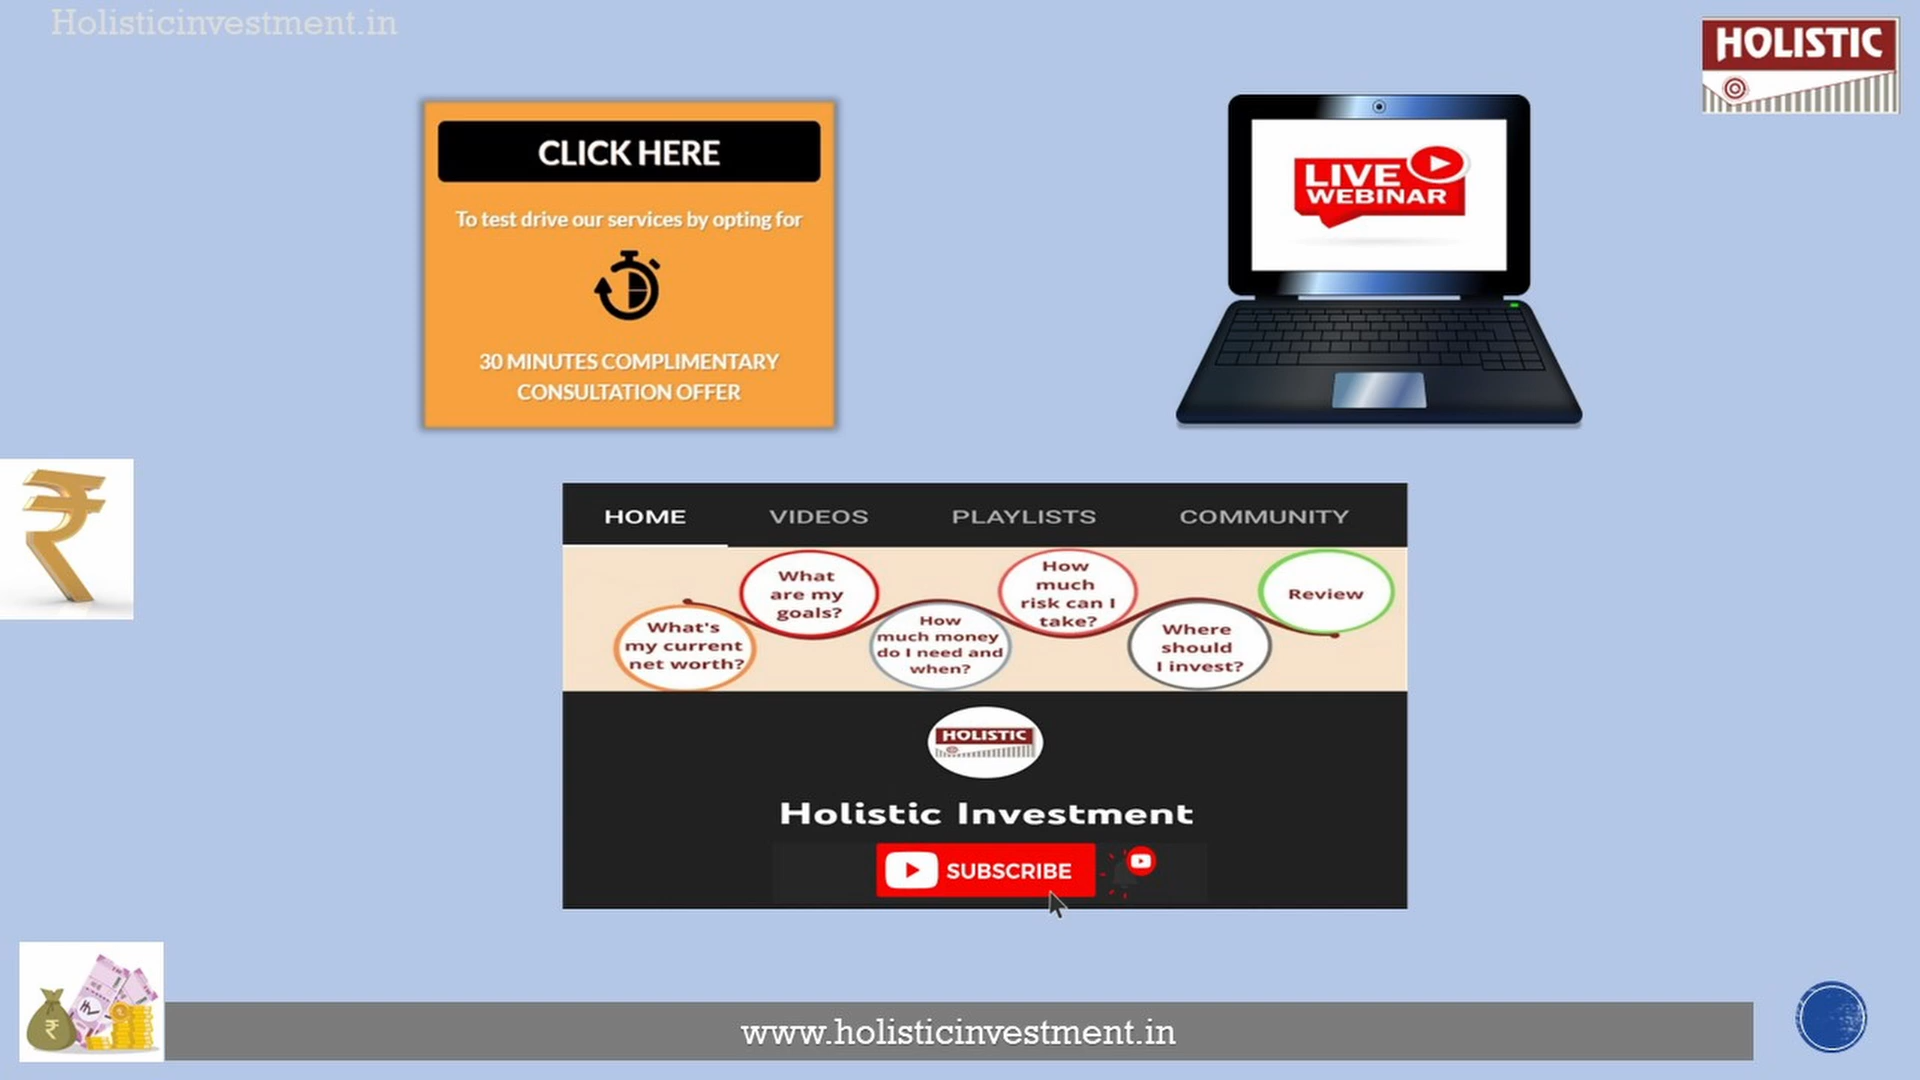 Holisticinvestment.in
HOLISTIC
CLICK HERE
To test drive our services by opting for
30 MINUTES COMPLIMENTARY
CONSULTATION OFFER
LIVE
WEBINAR
HOME VIDEOS PLAYLISTS COMMUNITY
What's
my current
net worth?
What
are my
goals?
How
much money
do I need and
when?
How
much
risk can I
take?
Where
should
I invest?
Review
HOLISTIC
Holistic Investment
SUBSCRIBE
www.holisticinvestment.in